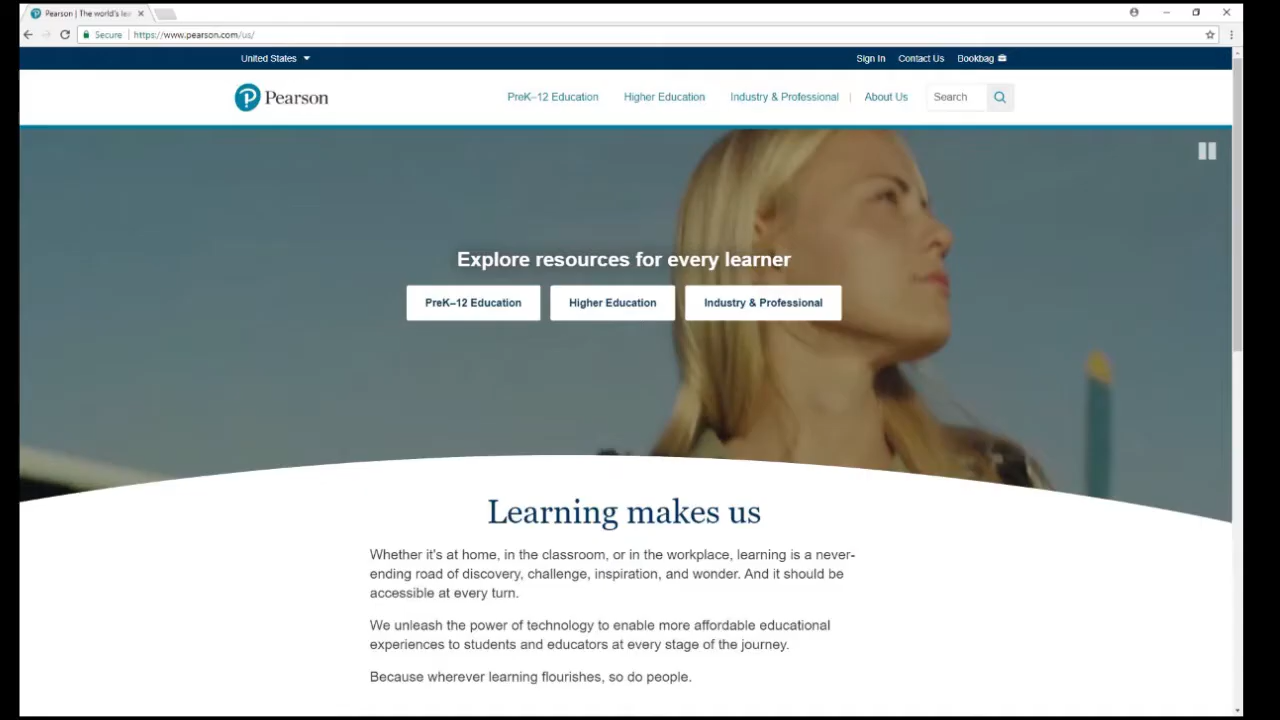 Pearson | The world's lea
Secure https://www.pearson.com/us/
United States Sign In Contact Us Bookbag
Pearson PreK–12 Education Higher Education Industry & Professional | About Us Search
Explore resources for every learner
PreK–12 Education Higher Education Industry & Professional
Learning makes us
Whether it's at home, in the classroom, or in the workplace, learning is a never-
ending road of discovery, challenge, inspiration, and wonder. And it should be
accessible at every turn.
We unleash the power of technology to enable more affordable educational
experiences to students and educators at every stage of the journey.
Because wherever learning flourishes, so do people.